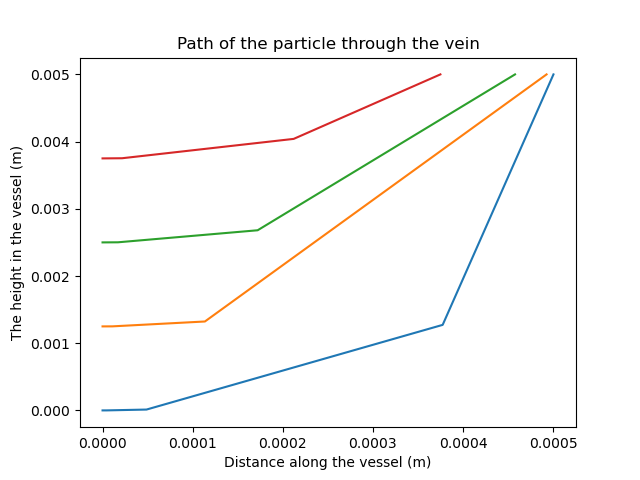 Path of the particle through the vein
The height in the vessel (m)
0.005
0.004
0.003
0.002
0.001
0.000
0.0000 0.0001 0.0002 0.0003 0.0004 0.0005
Distance along the vessel (m)